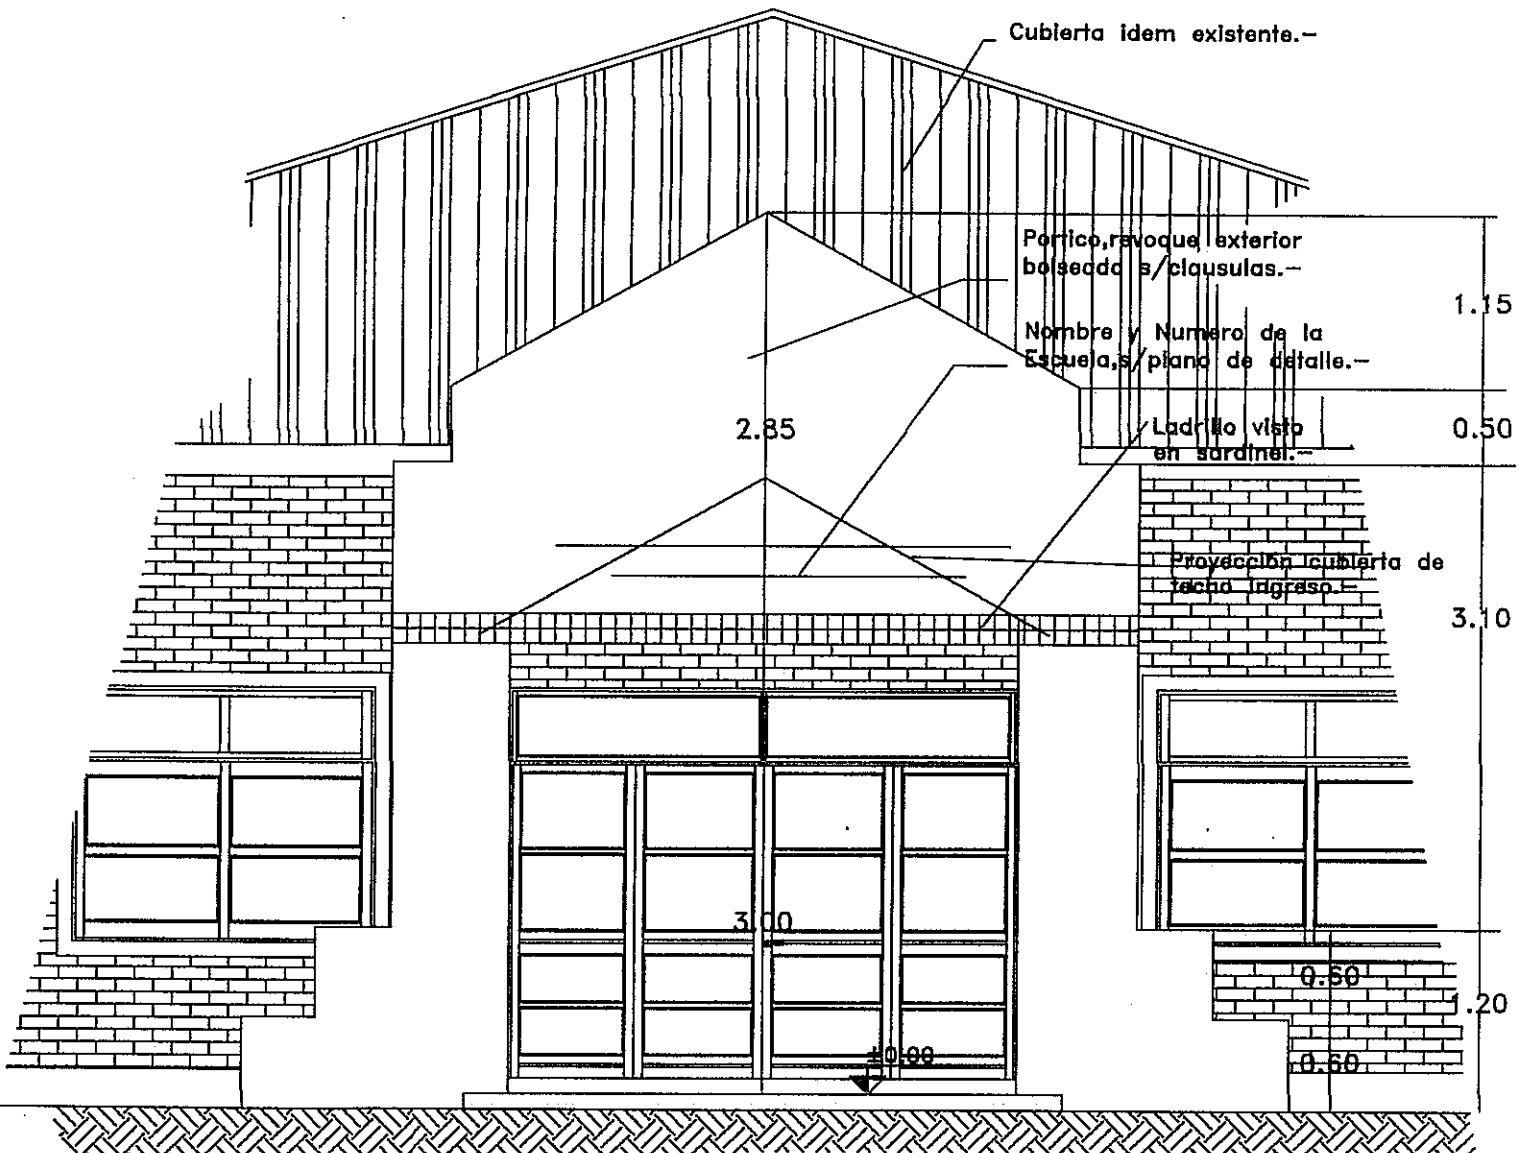 Cubierta idem existente.-
Portico,revoque exterior
bolseado s/clausulas.-
1.15
Nombre y Numero de la
Escuela,s/plano de detalle.-
2.85
Ladrillo visto
en sardinel.-
0.50
Proyección cubierta de
techo ingreso.-
3.10
3.00
0.60
1.20
±0.00
0.60